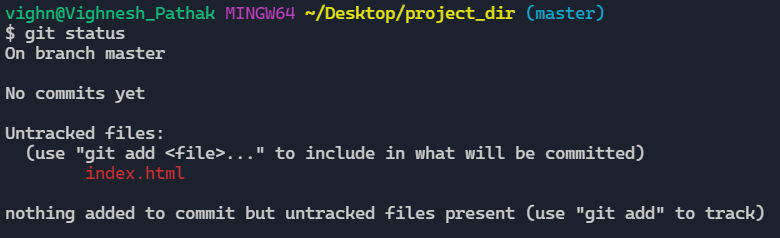 vighn@Vighnesh_Pathak MINGW64 ~/Desktop/project_dir (master)
$ git status
On branch master
No commits yet
Untracked files:
(use "git add <file>..." to include in what will be committed)
index.html
nothing added to commit but untracked files present (use "git add" to track)